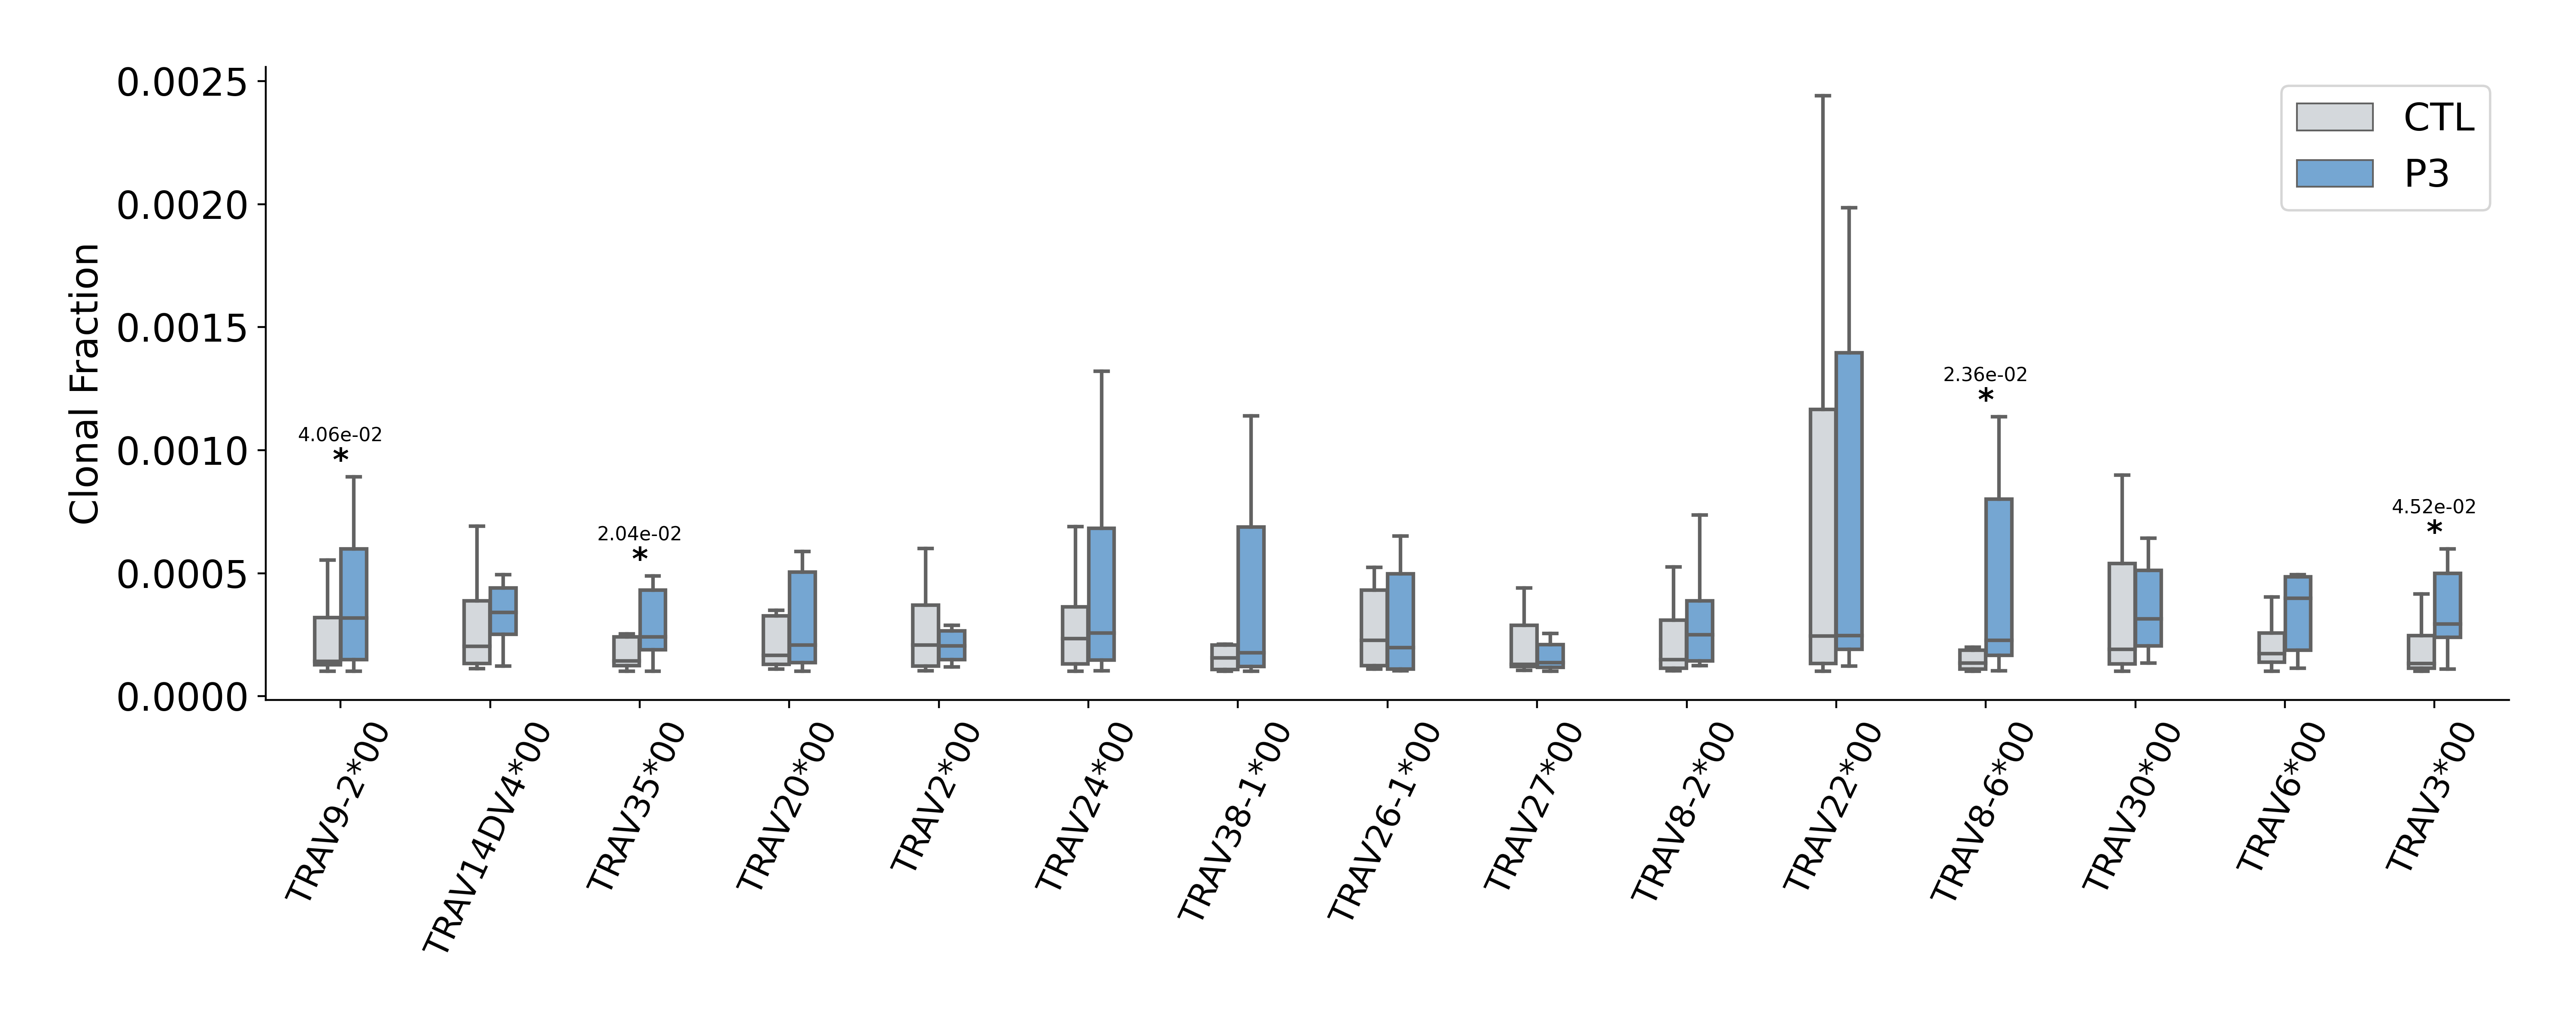 0.0025
0.0020
0.0015
0.0010
0.0005
0.0000
Clonal Fraction
CTL
P3
4.06e-02
*
2.04e-02
*
2.36e-02
*
4.52e-02
*
TRAV9-2*00
TRAV14DV4*00
TRAV35*00
TRAV20*00
TRAV2*00
TRAV24*00
TRAV38-1*00
TRAV26-1*00
TRAV27*00
TRAV8-2*00
TRAV22*00
TRAV8-6*00
TRAV30*00
TRAV6*00
TRAV3*00